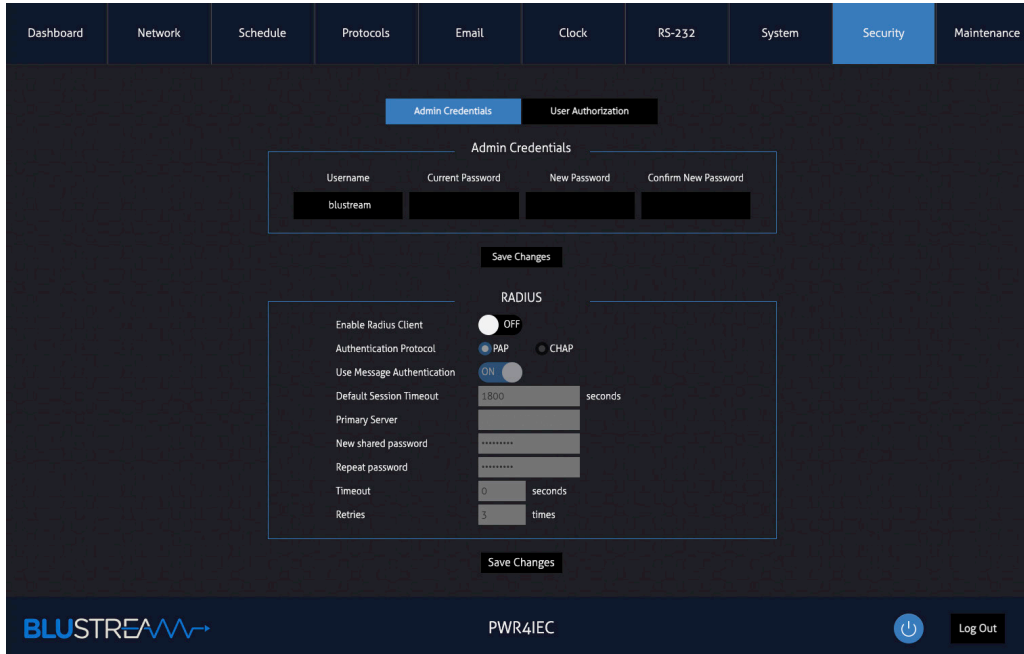 Dashboard Network Schedule Protocols Email Clock RS-232 System Security Maintenance
Admin Credentials User Authorization
Admin Credentials
Username Current Password New Password Confirm New Password
blustream
Save Changes
RADIUS
Enable Radius Client OFF
Authentication Protocol PAP CHAP
Use Message Authentication ON
Default Session Timeout 1800 seconds
Primary Server
New shared password •••••••••
Repeat password •••••••••
Timeout 0 seconds
Retries 3 times
Save Changes
BLUSTREAM PWR4IEC Log Out